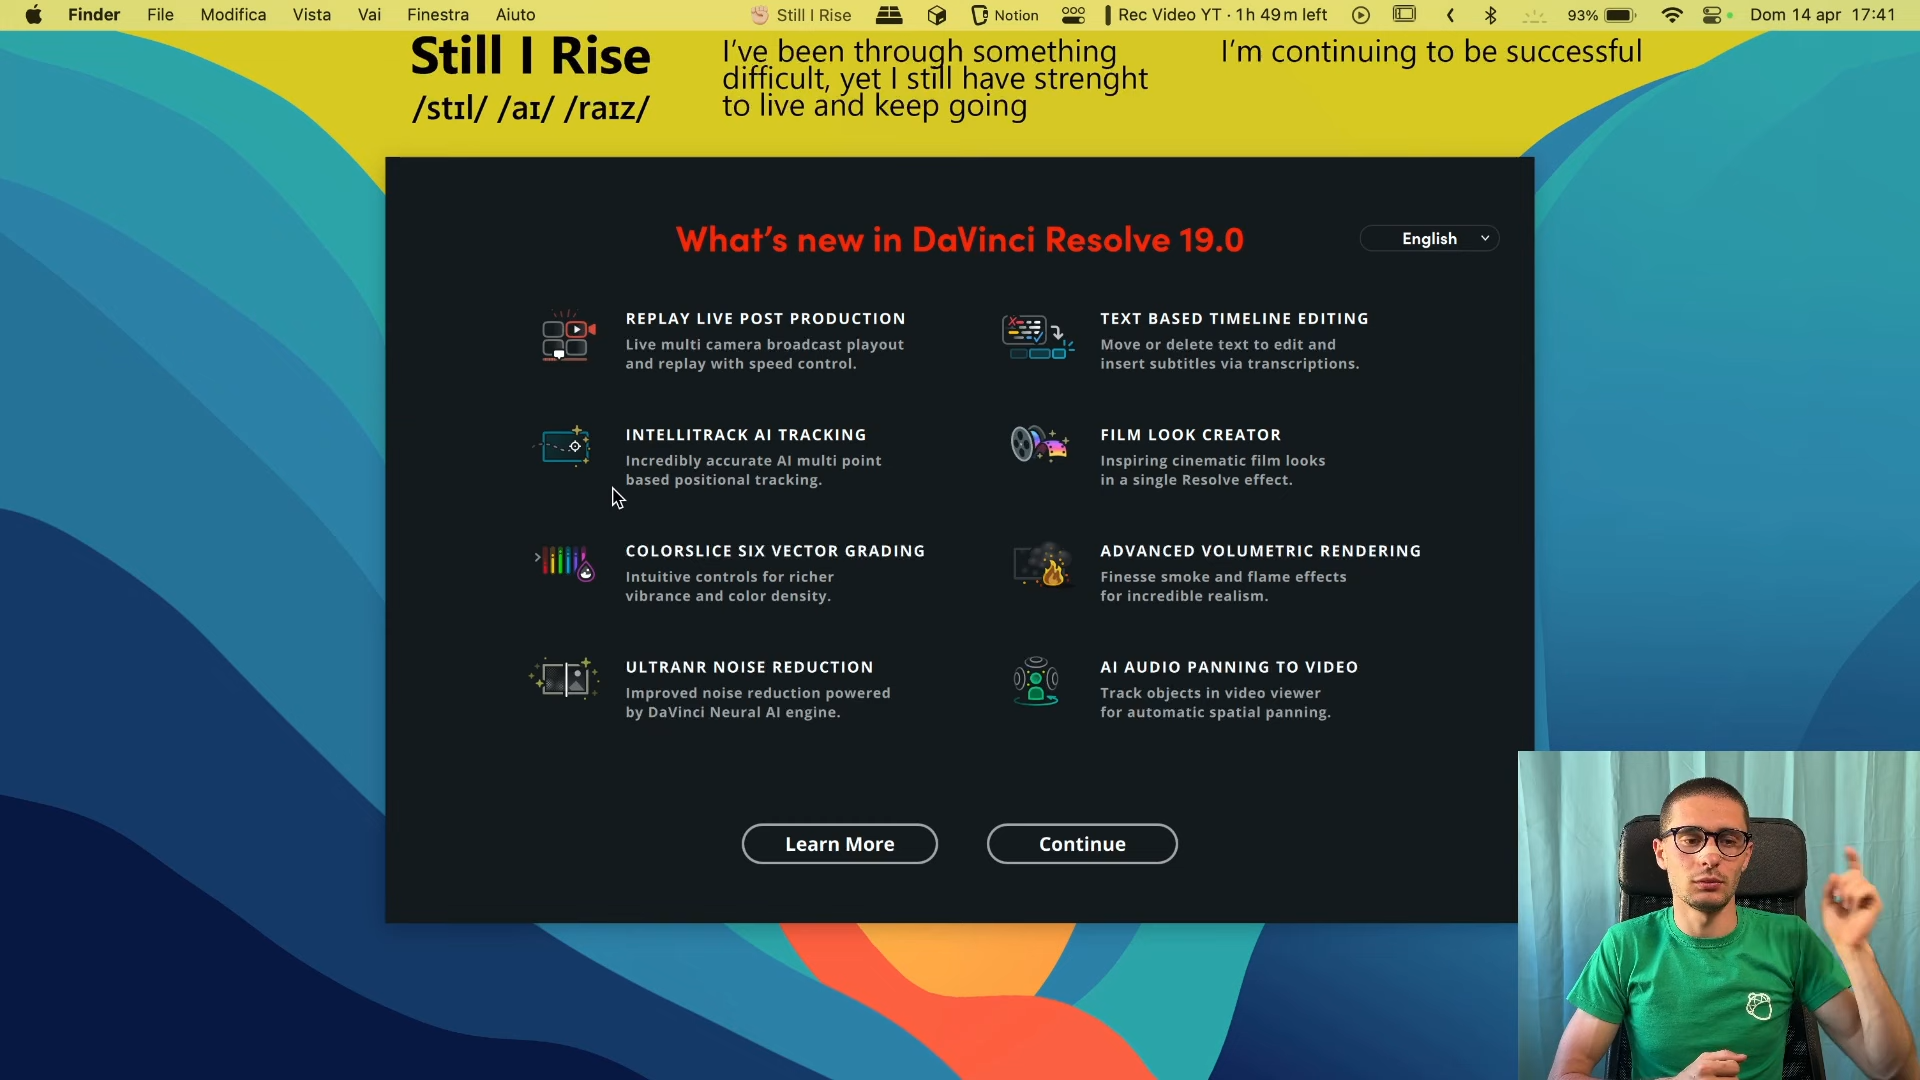 Finder File Modifica Vista Vai Finestra Aiuto Still I Rise Notion Rec Video YT · 1h 49m left 93% Dom 14 apr 17:41
Still I Rise
/stɪl/ /aɪ/ /raɪz/
I've been through something
difficult, yet I still have strenght
to live and keep going
I'm continuing to be successful
What's new in DaVinci Resolve 19.0
English
REPLAY LIVE POST PRODUCTION
Live multi camera broadcast playout
and replay with speed control.
TEXT BASED TIMELINE EDITING
Move or delete text to edit and
insert subtitles via transcriptions.
INTELLITRACK AI TRACKING
Incredibly accurate AI multi point
based positional tracking.
FILM LOOK CREATOR
Inspiring cinematic film looks
in a single Resolve effect.
COLORSLICE SIX VECTOR GRADING
Intuitive controls for richer
vibrance and color density.
ADVANCED VOLUMETRIC RENDERING
Finesse smoke and flame effects
for incredible realism.
ULTRANR NOISE REDUCTION
Improved noise reduction powered
by DaVinci Neural AI engine.
AI AUDIO PANNING TO VIDEO
Track objects in video viewer
for automatic spatial panning.
Learn More
Continue